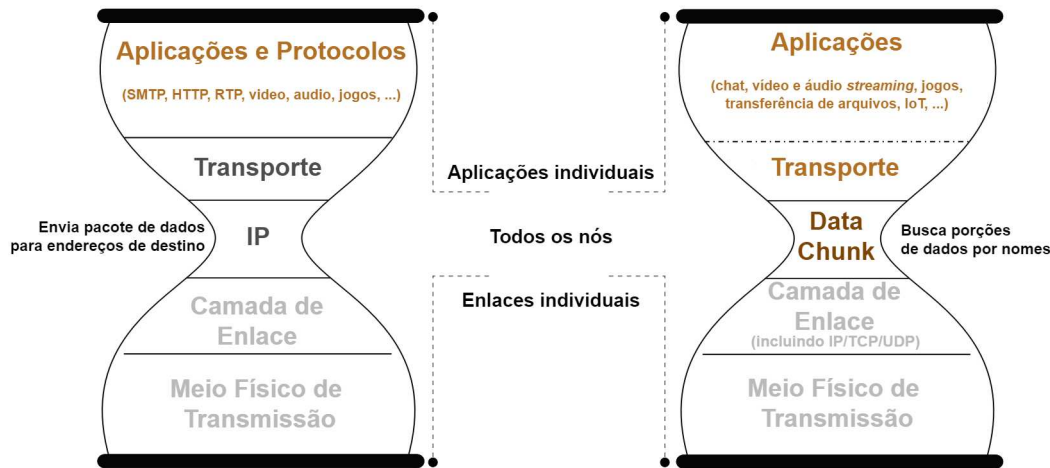 Aplicações e Protocolos
(SMTP, HTTP, RTP, video, audio, jogos, ...)
Transporte
Envia pacote de dados
para endereços de destino
IP
Camada de
Enlace
Meio Físico de
Transmissão
Aplicações individuais
Todos os nós
Enlaces individuais
Aplicações
(chat, vídeo e áudio streaming, jogos,
transferência de arquivos, IoT, ...)
Transporte
Data
Chunk
Busca porções
de dados por nomes
Camada de
Enlace
(incluindo IP/TCP/UDP)
Meio Físico de
Transmissão